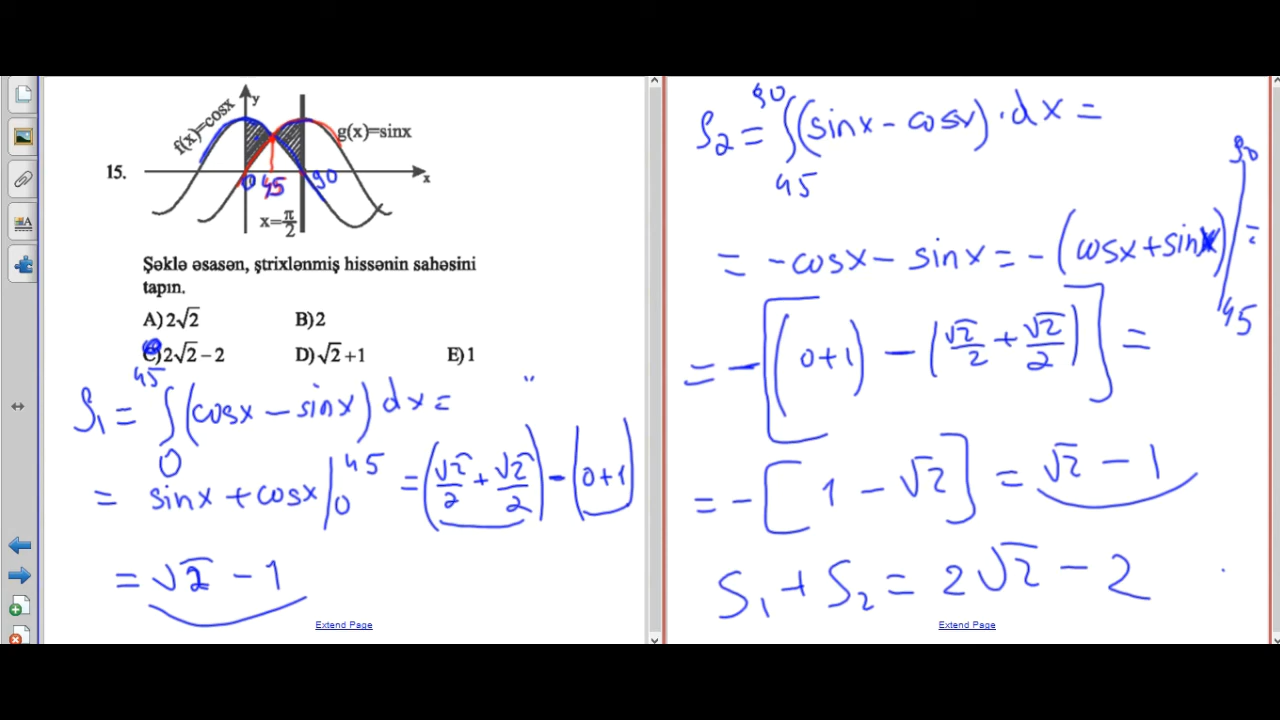 f(x)=cosx
y
g(x)=sinx
15.
0 45 90
x
x=π/2
Şəklə əsasən, ştrixlənmiş hissənin sahəsini
tapın.
A) 2√2 B) 2
C) 2√2 − 2 D) √2 + 1 E) 1
S₁ = ∫₀⁴⁵ (cosx − sinx) dx =
= sinx + cosx |₀⁴⁵ = (√2/2 + √2/2) − (0+1)
= √2 − 1
Extend Page
S₂ = ∫₄₅⁹⁰ (sinx − cosx) · dx =
= −cosx − sinx = −(cosx + sinx) |₄₅⁹⁰ =
= −[(0+1) − (√2/2 + √2/2)] =
= −[1 − √2] = √2 − 1
S₁ + S₂ = 2√2 − 2
Extend Page